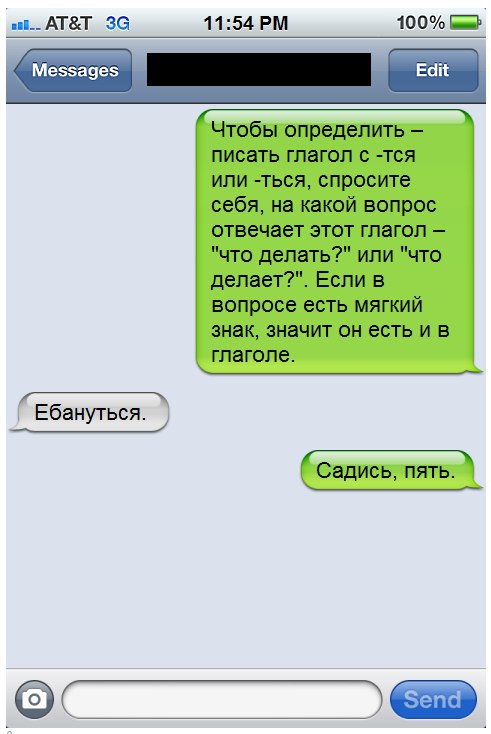 AT&T 3G 11:54 PM 100%
Messages Edit
Чтобы определить –
писать глагол с -тся
или -ться, спросите
себя, на какой вопрос
отвечает этот глагол –
"что делать?" или "что
делает?". Если в
вопросе есть мягкий
знак, значит он есть и в
глаголе.
Ебануться.
Садись, пять.
Send